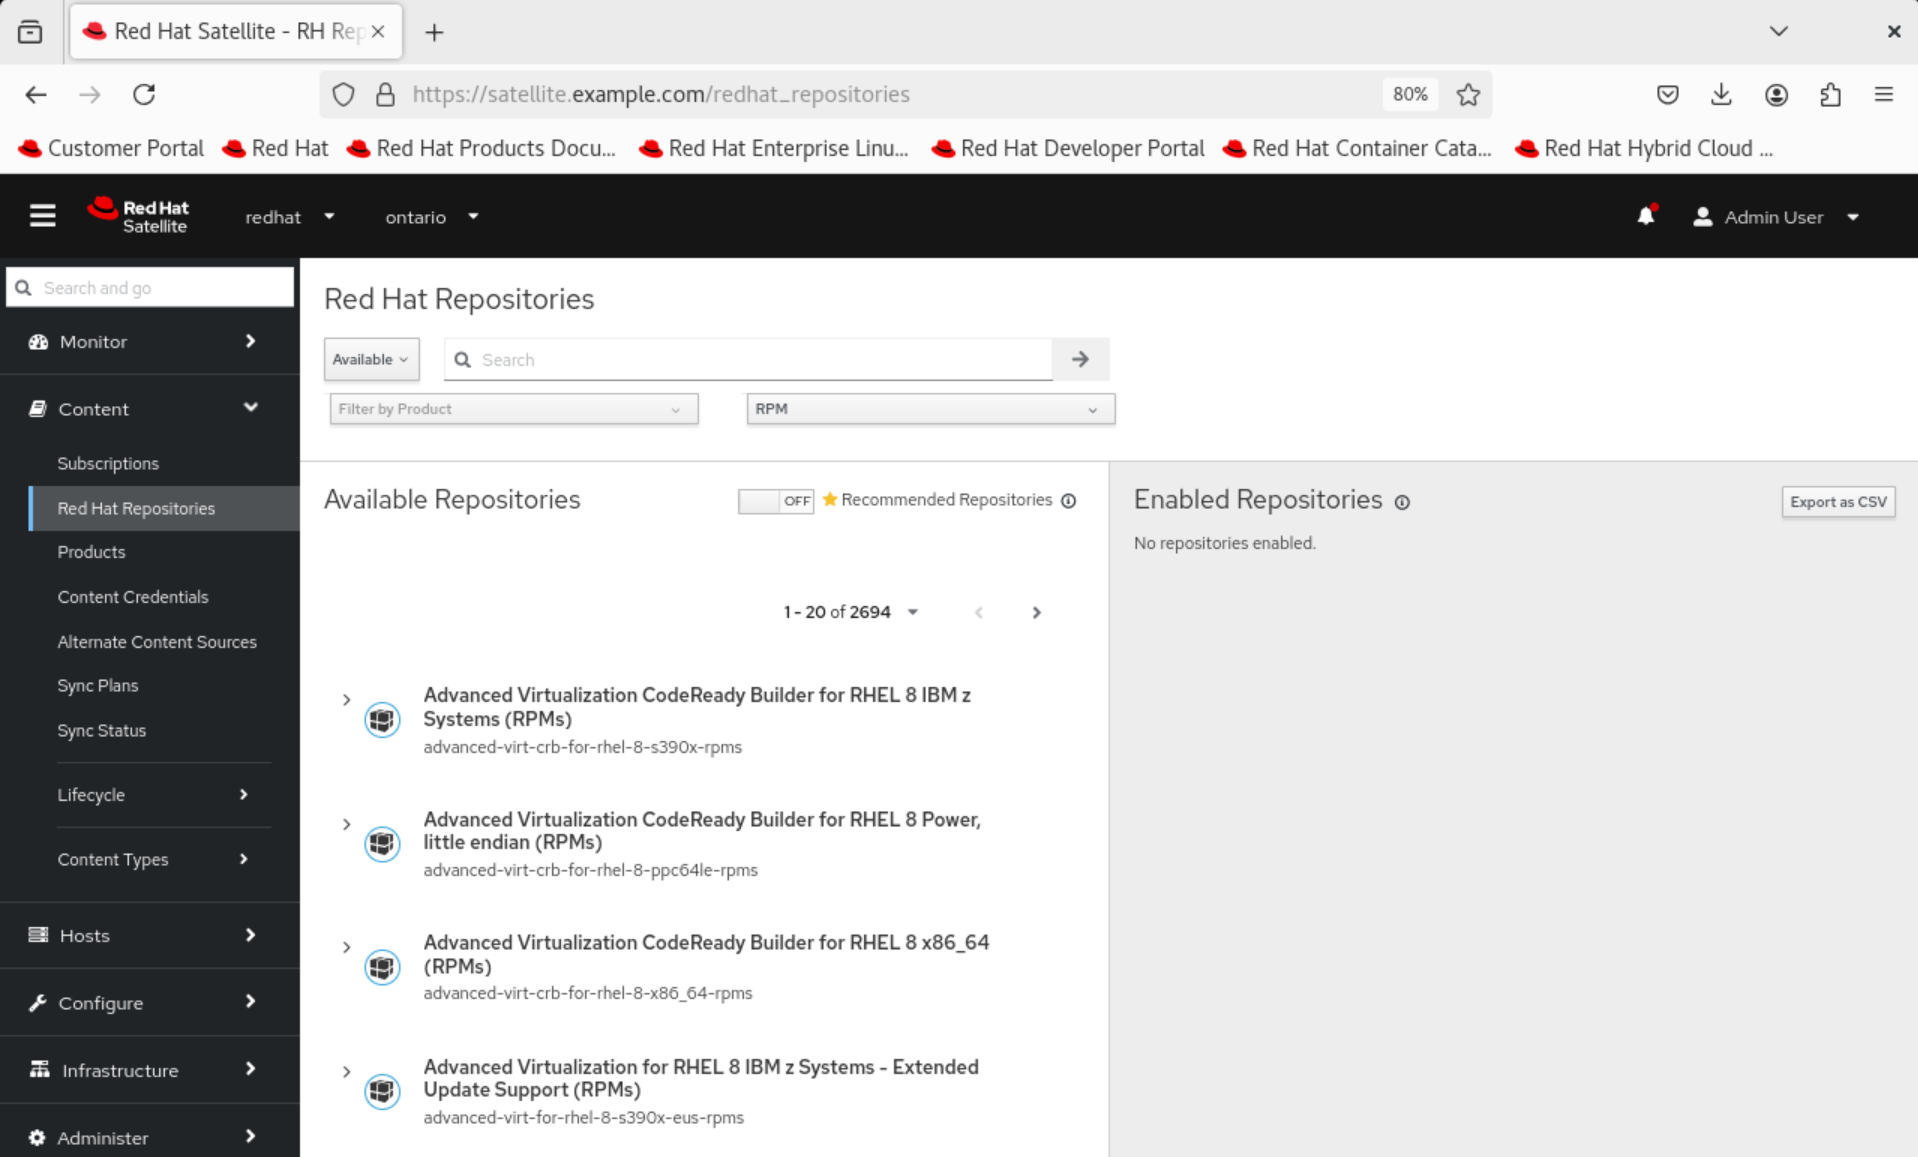 Red Hat Satellite - RH Rep
https://satellite.example.com/redhat_repositories
80%
Customer Portal
Red Hat
Red Hat Products Docu...
Red Hat Enterprise Linu...
Red Hat Developer Portal
Red Hat Container Cata...
Red Hat Hybrid Cloud ...
Red Hat
Satellite
redhat
ontario
Admin User
Search and go
Monitor
Content
Subscriptions
Red Hat Repositories
Products
Content Credentials
Alternate Content Sources
Sync Plans
Sync Status
Lifecycle
Content Types
Hosts
Configure
Infrastructure
Administer
Red Hat Repositories
Available
Search
Filter by Product
RPM
Available Repositories
OFF
Recommended Repositories
1 - 20 of 2694
Advanced Virtualization CodeReady Builder for RHEL 8 IBM z
Systems (RPMs)
advanced-virt-crb-for-rhel-8-s390x-rpms
Advanced Virtualization CodeReady Builder for RHEL 8 Power,
little endian (RPMs)
advanced-virt-crb-for-rhel-8-ppc64le-rpms
Advanced Virtualization CodeReady Builder for RHEL 8 x86_64
(RPMs)
advanced-virt-crb-for-rhel-8-x86_64-rpms
Advanced Virtualization for RHEL 8 IBM z Systems - Extended
Update Support (RPMs)
advanced-virt-for-rhel-8-s390x-eus-rpms
Enabled Repositories
Export as CSV
No repositories enabled.